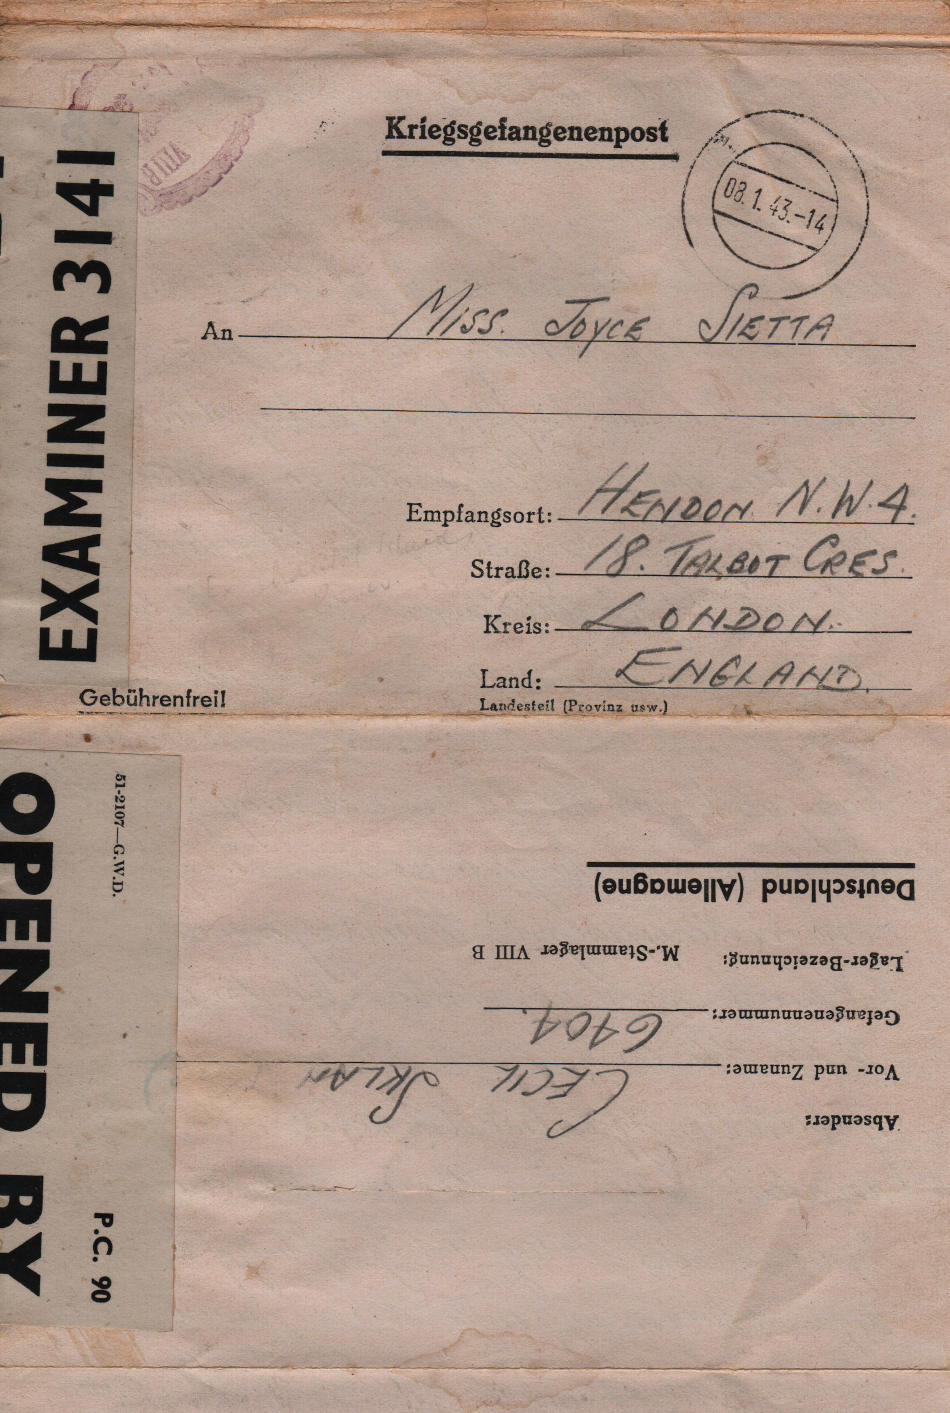 VIII B
Kriegsgefangenenpost
08.1.43.-14
EXAMINER 3141
An MISS. JOYCE SIETTA
Empfangsort: HENDON. N.W.4.
Straße: 18. TALBOT CRES.
Kreis: LONDON.
Land: ENGLAND.
Landesteil (Provinz usw.)
Gebührenfrei!
OPENED BY
51-2107—G.W.D.
P.C. 90
Absender:
Vor- und Zuname: CECIL SKLAN
Gefangenennummer: 6404.
Lager-Bezeichnung: M.-Stammlager VIII B
Deutschland (Allemagne)